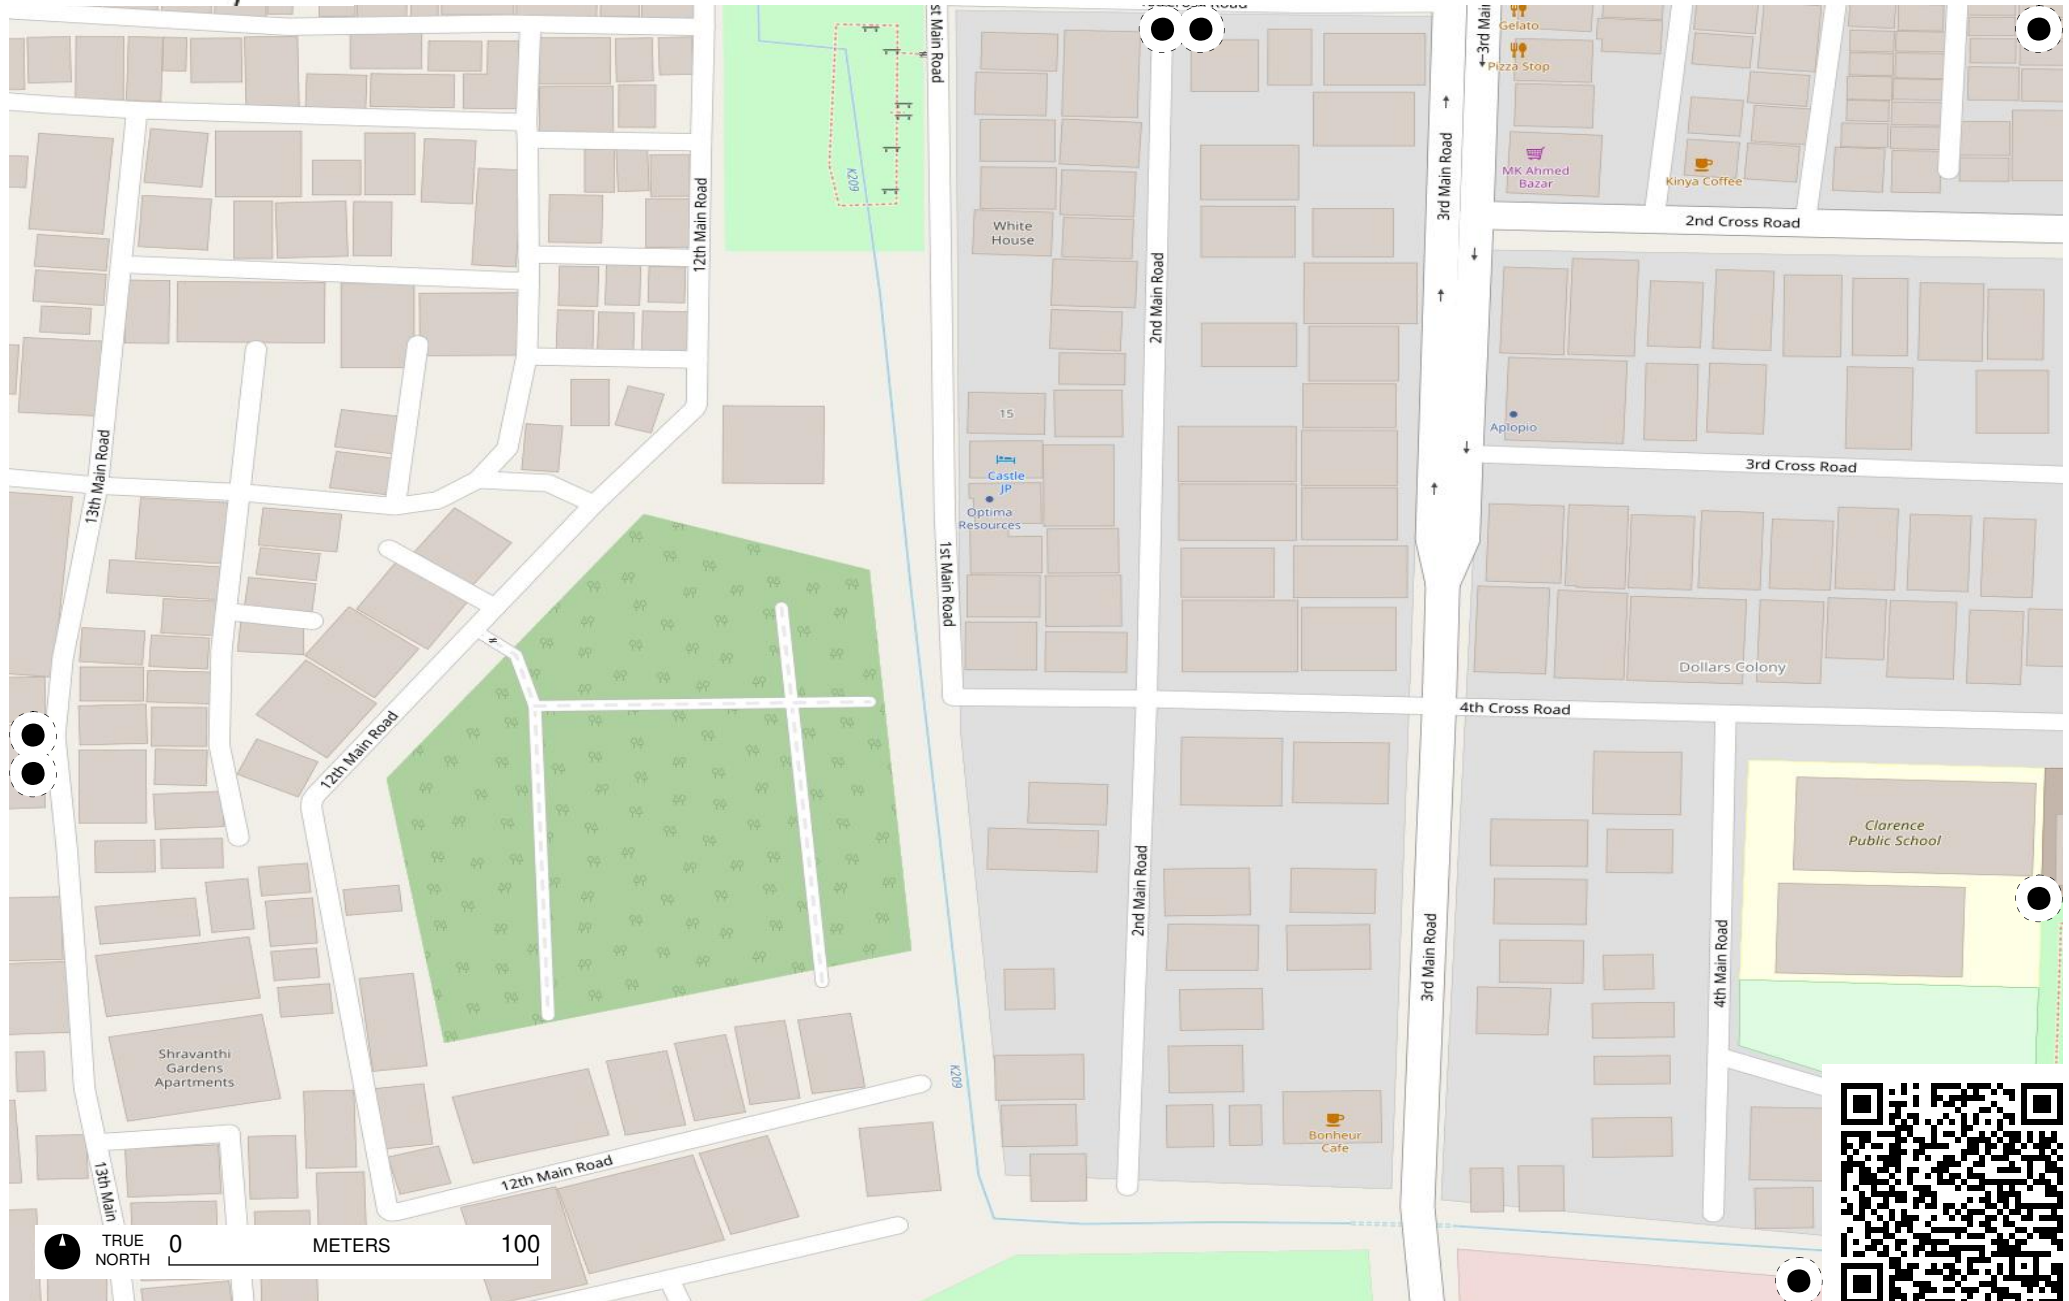 st Main Road
3rd Mai
Gelato
Pizza Stop
3rd Main Road
MK Ahmed
Bazar
Kinya Coffee
K209
12th Main Road
White
House
2nd Cross Road
2nd Main Road
15
Aplopio
13th Main Road
3rd Cross Road
Castle
JP
Optima
Resources
1st Main Road
Dollars Colony
4th Cross Road
12th Main Road
Clarence
Public School
2nd Main Road
3rd Main Road
4th Main Road
Shravanthi
Gardens
Apartments
K209
Bonheur
Cafe
12th Main Road
13th Main
TRUE
NORTH
0 METERS 100